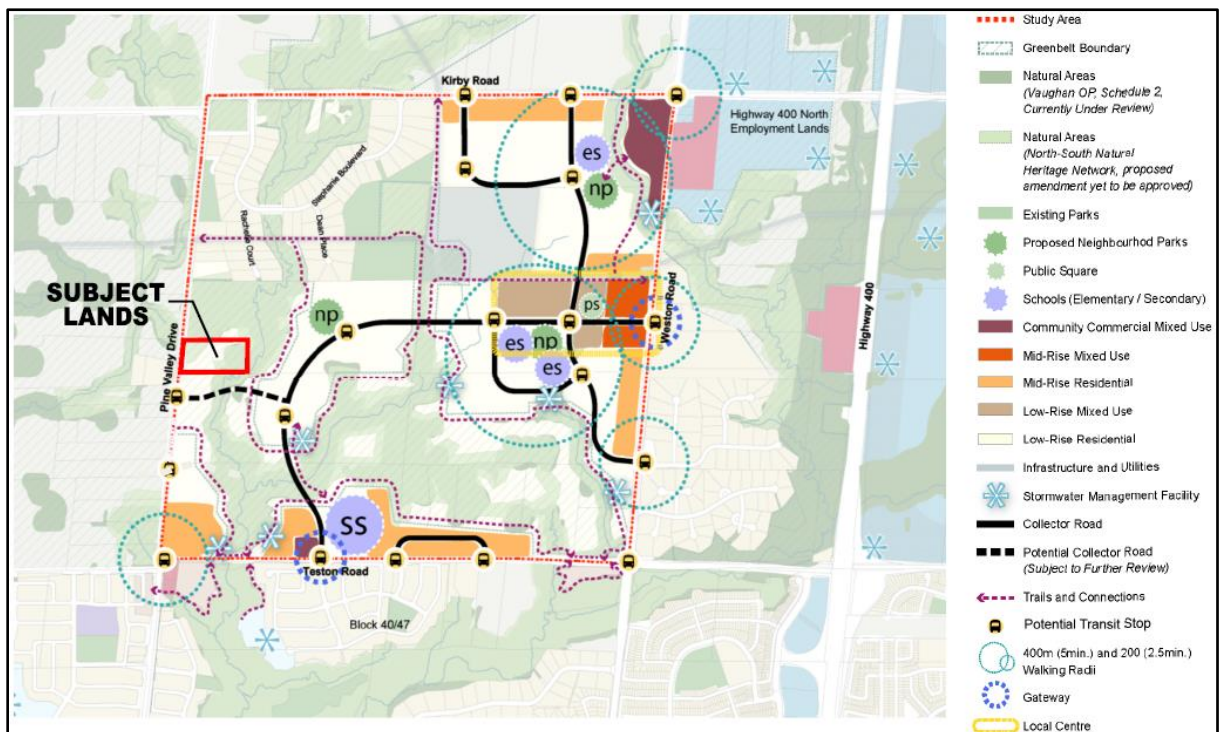 Kirby Road
Highway 400 North
Employment Lands
es
np
Stephanie Boulevard
Rachelle Court
Dean Place
SUBJECT
LANDS
Pine Valley Drive
np
ps
es
np
es
Weston Road
Highway 400
SS
Teston Road
Block 40/47
Study Area
Greenbelt Boundary
Natural Areas
(Vaughan OP, Schedule 2,
Currently Under Review)
Natural Areas
(North-South Natural
Heritage Network, proposed
amendment yet to be approved)
Existing Parks
Proposed Neighbourhod Parks
Public Square
Schools (Elementary / Secondary)
Community Commercial Mixed Use
Mid-Rise Mixed Use
Mid-Rise Residential
Low-Rise Mixed Use
Low-Rise Residential
Infrastructure and Utilities
Stormwater Management Facility
Collector Road
Potential Collector Road
(Subject to Further Review)
Trails and Connections
Potential Transit Stop
400m (5min.) and 200 (2.5min.)
Walking Radii
Gateway
Local Centre